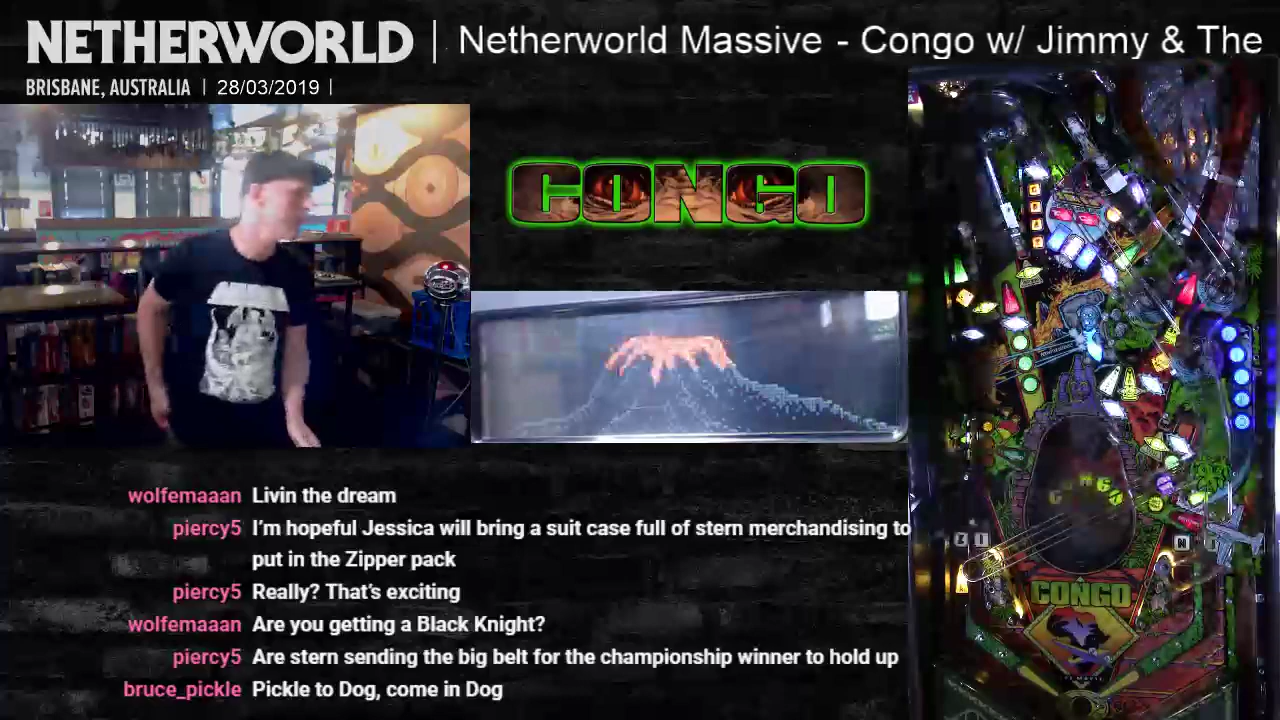 NETHERWORLD
Netherworld Massive - Congo w/ Jimmy & The
BRISBANE, AUSTRALIA | 28/03/2019 |
CONGO
wolfemaaan Livin the dream
piercy5 I'm hopeful Jessica will bring a suit case full of stern merchandising to
put in the Zipper pack
piercy5 Really? That's exciting
wolfemaaan Are you getting a Black Knight?
piercy5 Are stern sending the big belt for the championship winner to hold up
bruce_pickle Pickle to Dog, come in Dog
CONGO